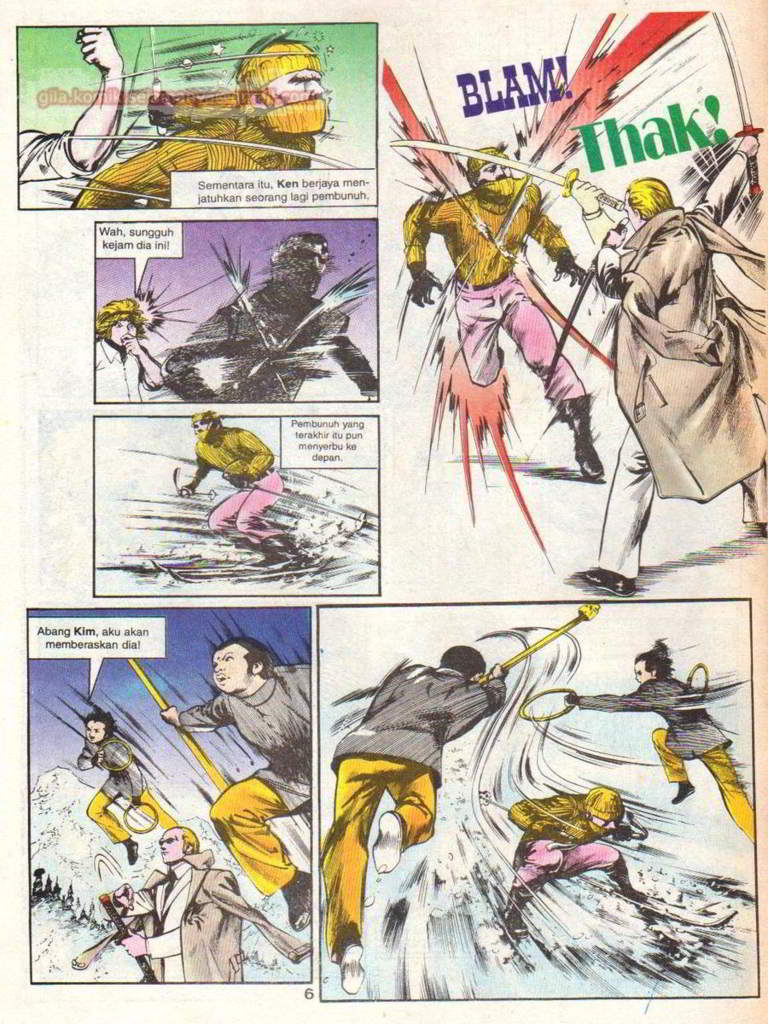 Sementara itu, Ken berjaya men-
jatuhkan seorang lagi pembunuh.
BLAM!
Thak!
Wah, sungguh
kejam dia ini!
Pembunuh yang
terakhir itu pun
menyerbu ke
depan.
Abang Kim, aku akan
memberaskan dia!
6